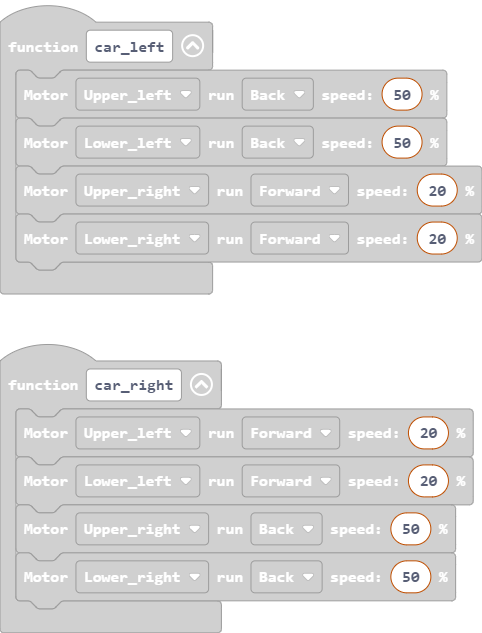 function car_left
Motor Upper_left run Back speed: 50 %
Motor Lower_left run Back speed: 50 %
Motor Upper_right run Forward speed: 20 %
Motor Lower_right run Forward speed: 20 %
function car_right
Motor Upper_left run Forward speed: 20 %
Motor Lower_left run Forward speed: 20 %
Motor Upper_right run Back speed: 50 %
Motor Lower_right run Back speed: 50 %